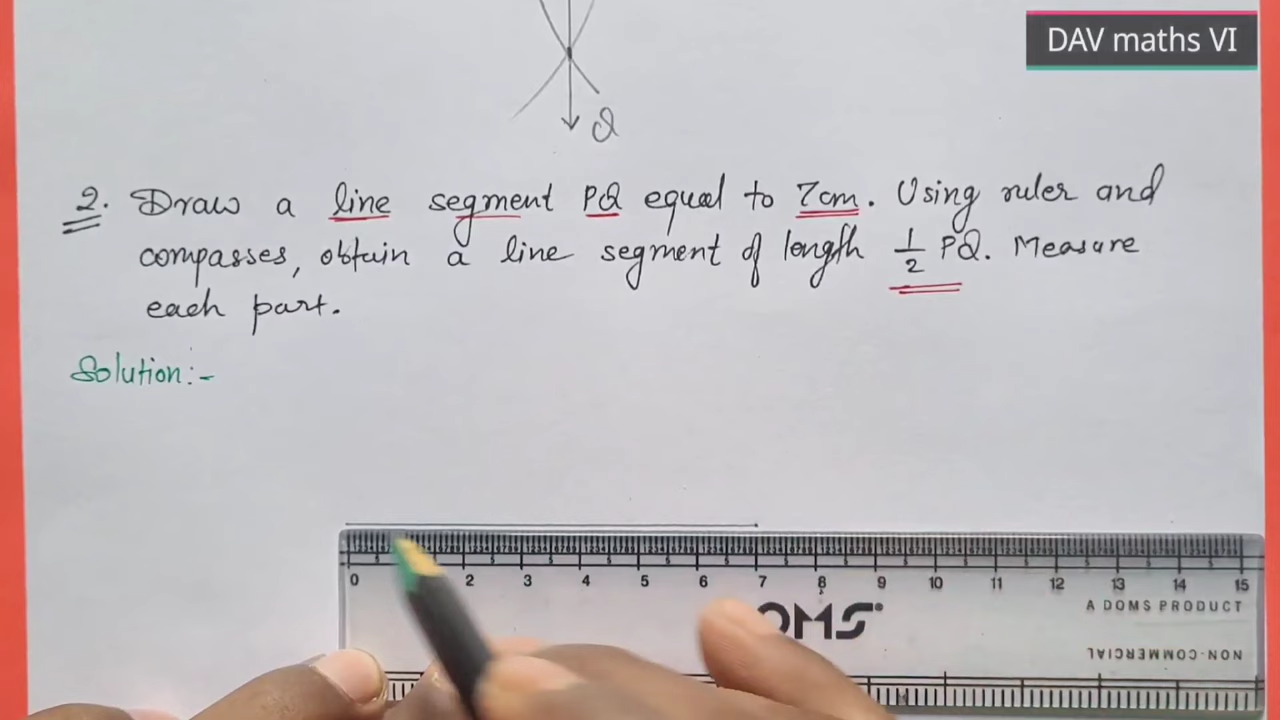 DAV maths VI
Q
2. Draw a line segment PQ equal to 7cm. Using ruler and
compasses, obtain a line segment of length 1/2 PQ. Measure
each part.
Solution:-
0 2 3 4 5 6 7 8 9 10 11 12 13 14 15
DOMS
A DOMS PRODUCT
NON-COMMERCIAL